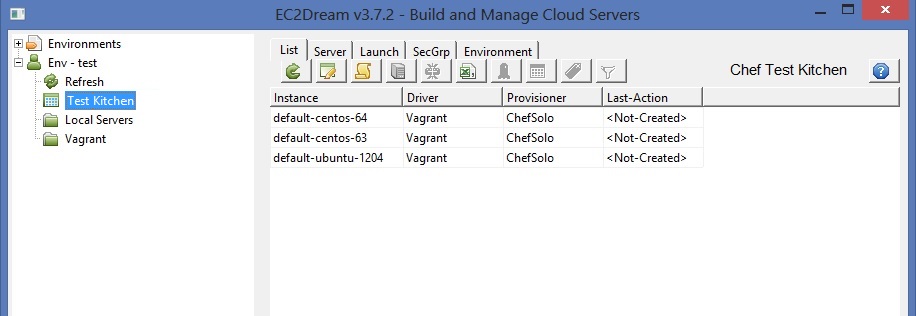 EC2Dream v3.7.2 - Build and Manage Cloud Servers
Environments
Env - test
Refresh
Test Kitchen
Local Servers
Vagrant
List Server Launch SecGrp Environment
Chef Test Kitchen ?
Instance Driver Provisioner Last-Action
default-centos-64 Vagrant ChefSolo <Not-Created>
default-centos-63 Vagrant ChefSolo <Not-Created>
default-ubuntu-1204 Vagrant ChefSolo <Not-Created>